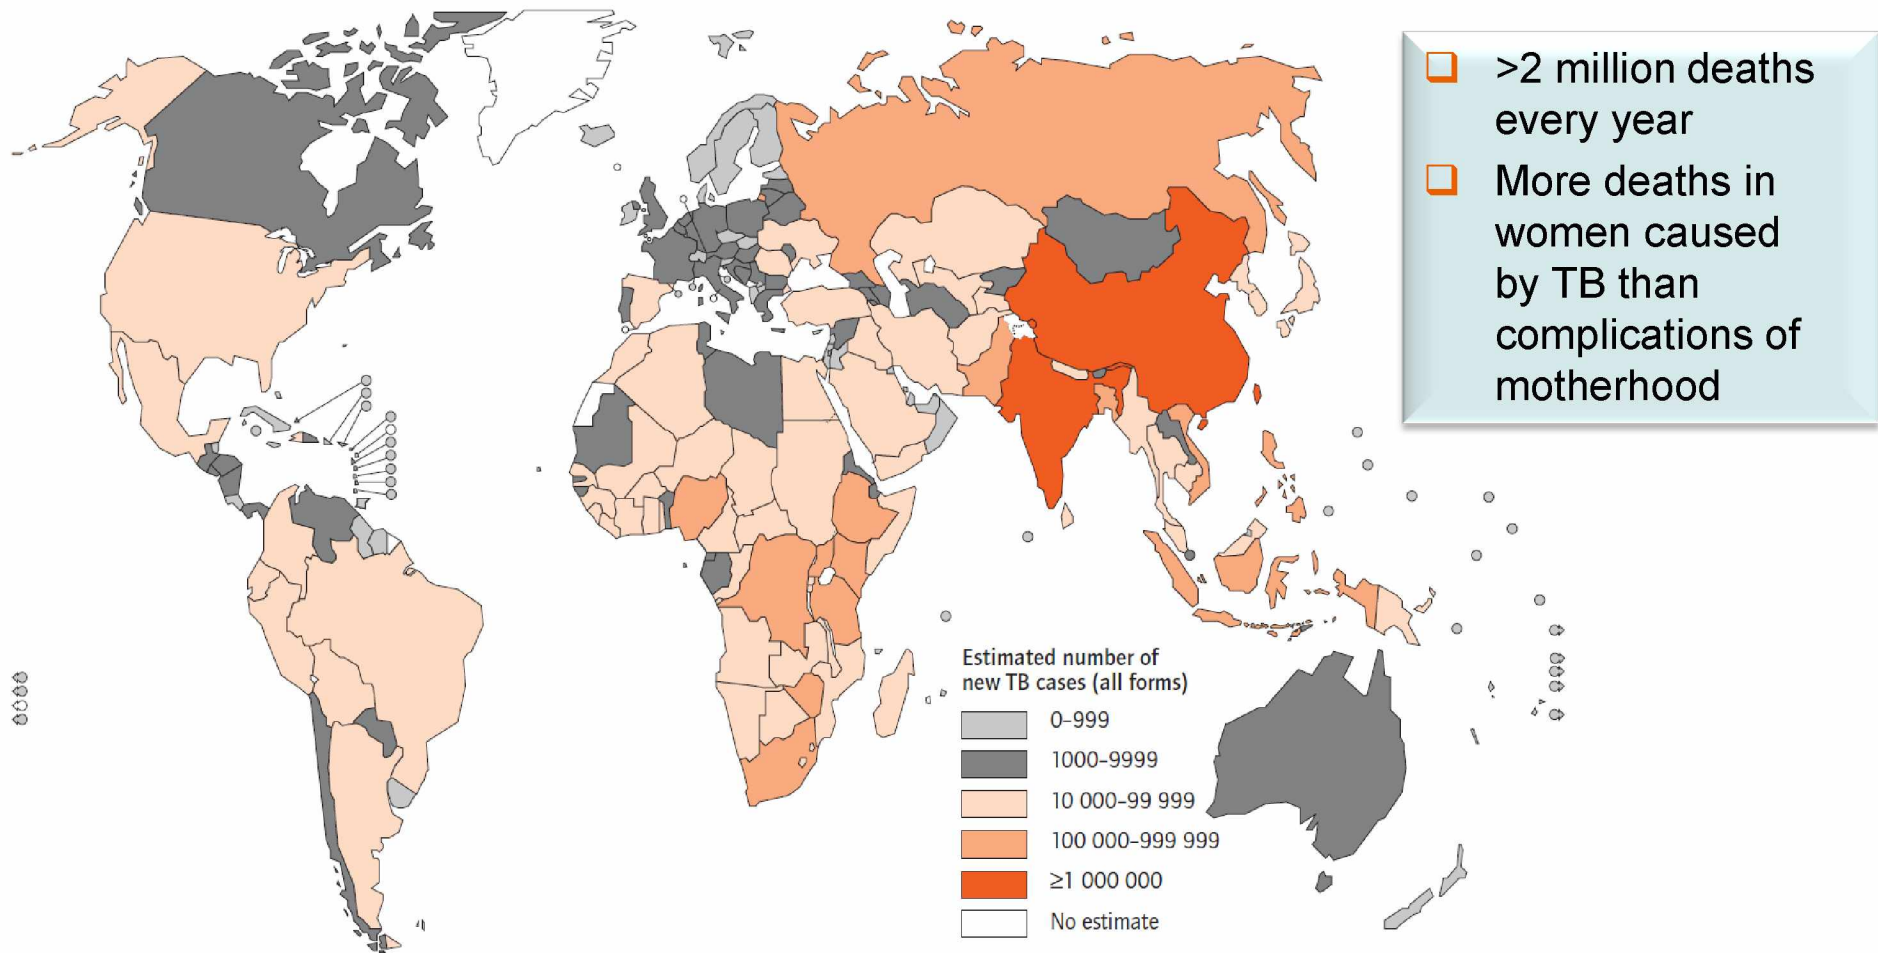 ❑ >2 million deaths
every year
❑ More deaths in
women caused
by TB than
complications of
motherhood
Estimated number of
new TB cases (all forms)
0–999
1000–9999
10 000–99 999
100 000–999 999
≥1 000 000
No estimate